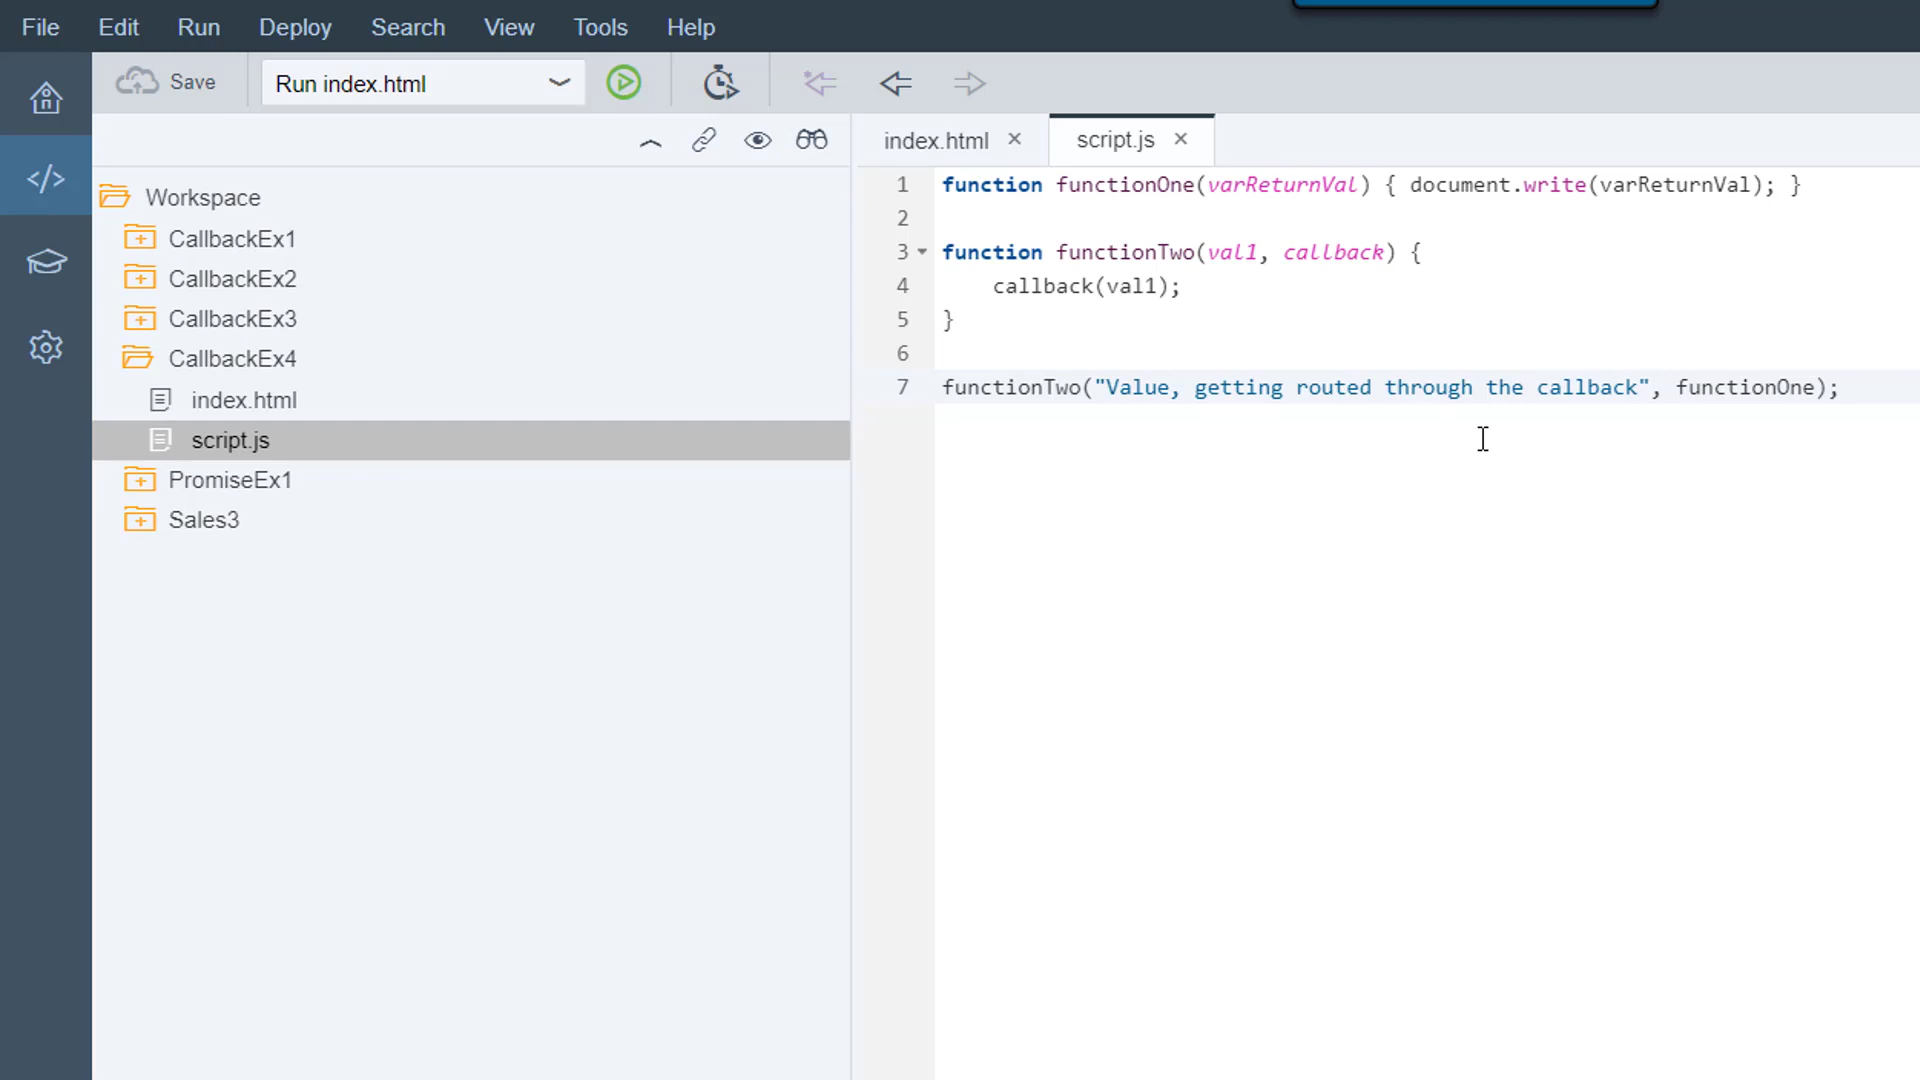 File Edit Run Deploy Search View Tools Help
Save Run index.html
index.html × script.js ×
Workspace
CallbackEx1
CallbackEx2
CallbackEx3
CallbackEx4
index.html
script.js
PromiseEx1
Sales3
1 function functionOne(varReturnVal) { document.write(varReturnVal); }
2
3 function functionTwo(val1, callback) {
4 callback(val1);
5 }
6
7 functionTwo("Value, getting routed through the callback", functionOne);